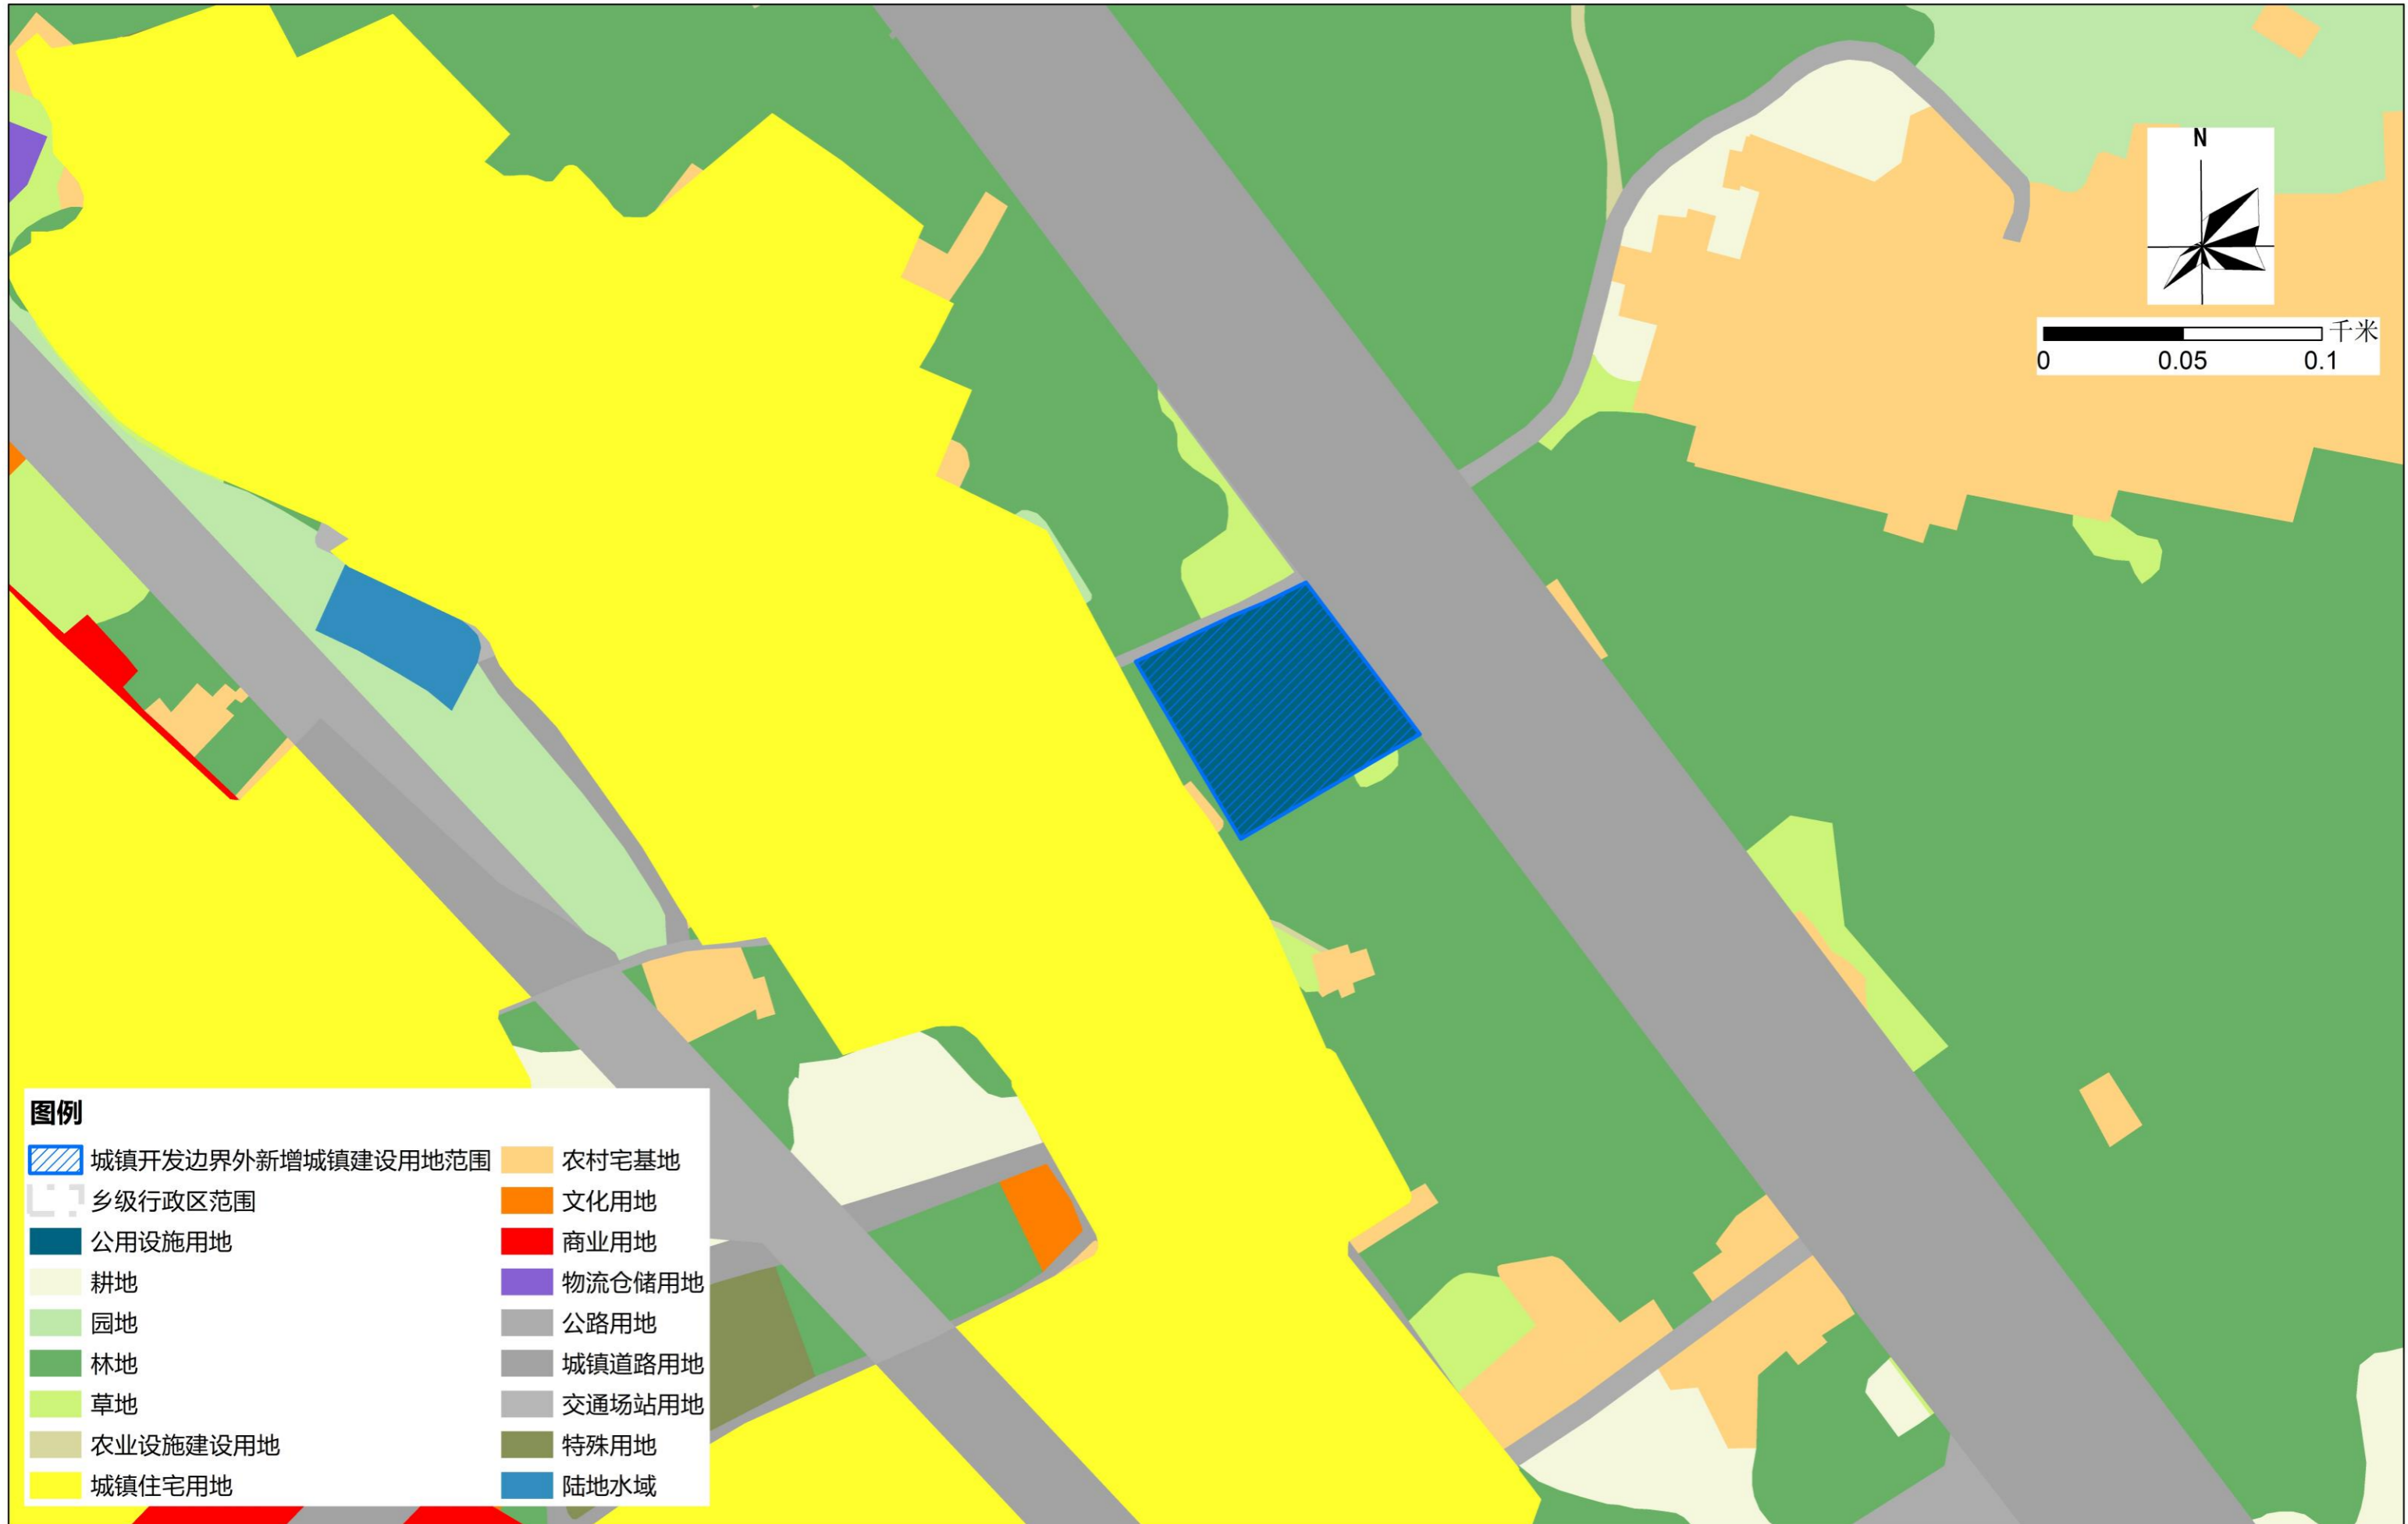 N
千米
0 0.05 0.1
图例
城镇开发边界外新增城镇建设用地范围
乡级行政区范围
公用设施用地
耕地
园地
林地
草地
农业设施建设用地
城镇住宅用地
农村宅基地
文化用地
商业用地
物流仓储用地
公路用地
城镇道路用地
交通场站用地
特殊用地
陆地水域